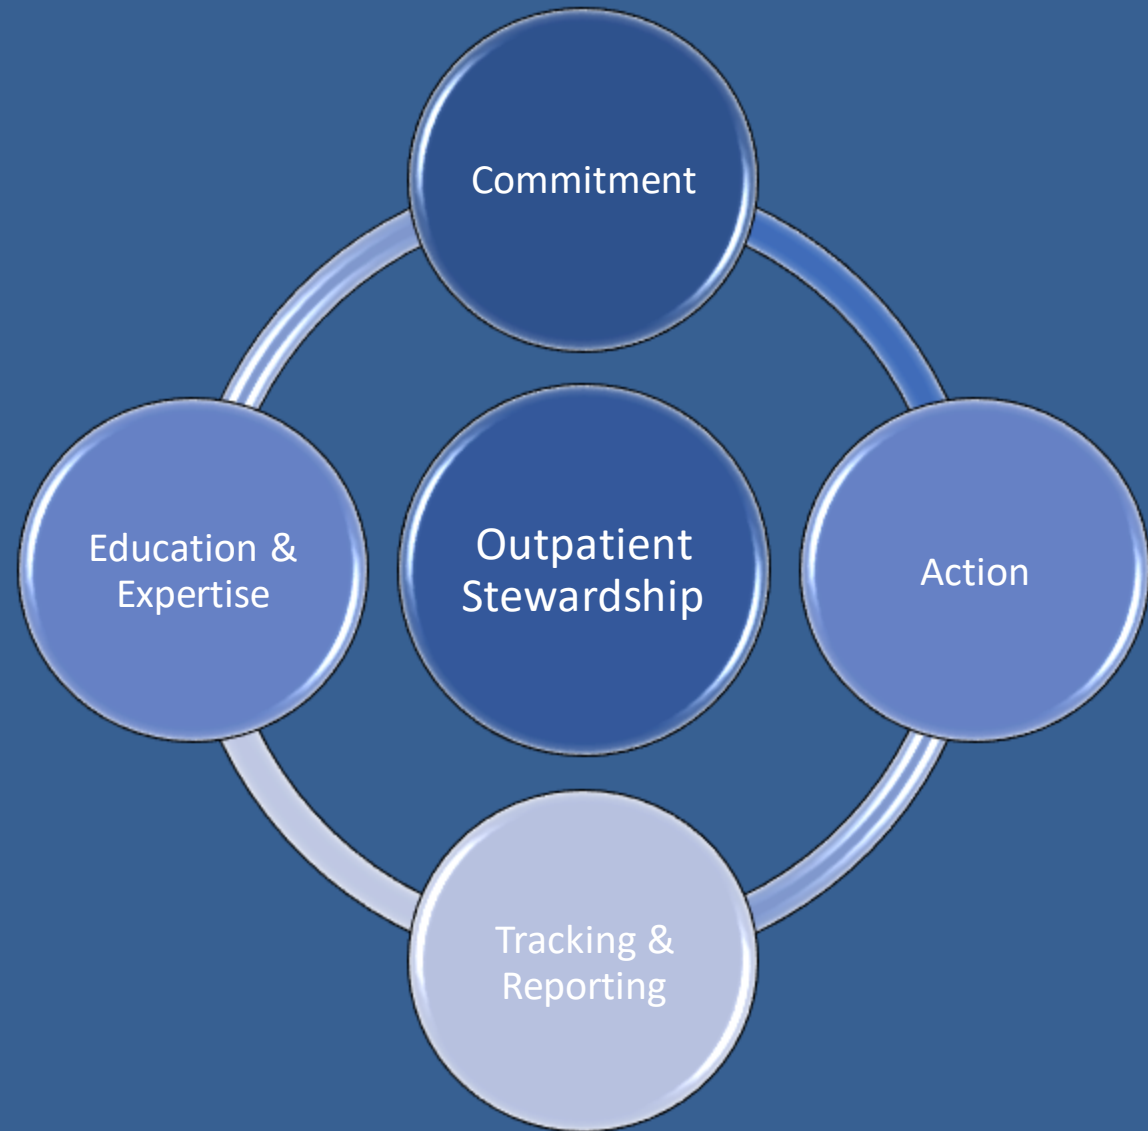 Commitment
Education &
Expertise
Outpatient
Stewardship
Action
Tracking &
Reporting